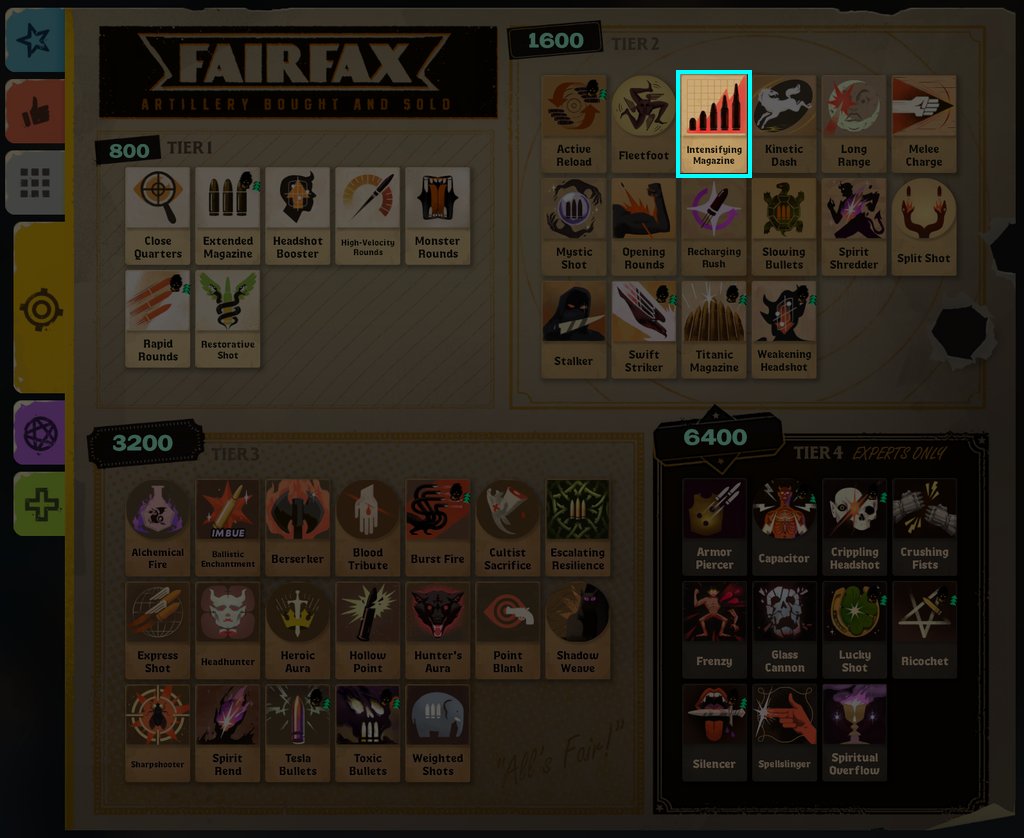 FAIRFAX
ARTILLERY BOUGHT AND SOLD
800 TIER 1
Close
Quarters
Extended
Magazine
Headshot
Booster
High-Velocity
Rounds
Monster
Rounds
Rapid
Rounds
Restorative
Shot
1600 TIER 2
Active
Reload
Fleetfoot
Intensifying
Magazine
Kinetic
Dash
Long
Range
Melee
Charge
Mystic
Shot
Opening
Rounds
Recharging
Rush
Slowing
Bullets
Spirit
Shredder
Split Shot
Stalker
Swift
Striker
Titanic
Magazine
Weakening
Headshot
3200 TIER 3
Alchemical
Fire
IMBUE
Ballistic
Enchantment
Berserker
Blood
Tribute
Burst Fire
Cultist
Sacrifice
Escalating
Resilience
Express
Shot
Headhunter
Heroic
Aura
Hollow
Point
Hunter's
Aura
Point
Blank
Shadow
Weave
Sharpshooter
Spirit
Rend
Tesla
Bullets
Toxic
Bullets
Weighted
Shots
"All's Fair!"
6400 TIER 4 EXPERTS ONLY
Armor
Piercer
Capacitor
Crippling
Headshot
Crushing
Fists
Frenzy
Glass
Cannon
Lucky
Shot
Ricochet
Silencer
Spellslinger
Spiritual
Overflow